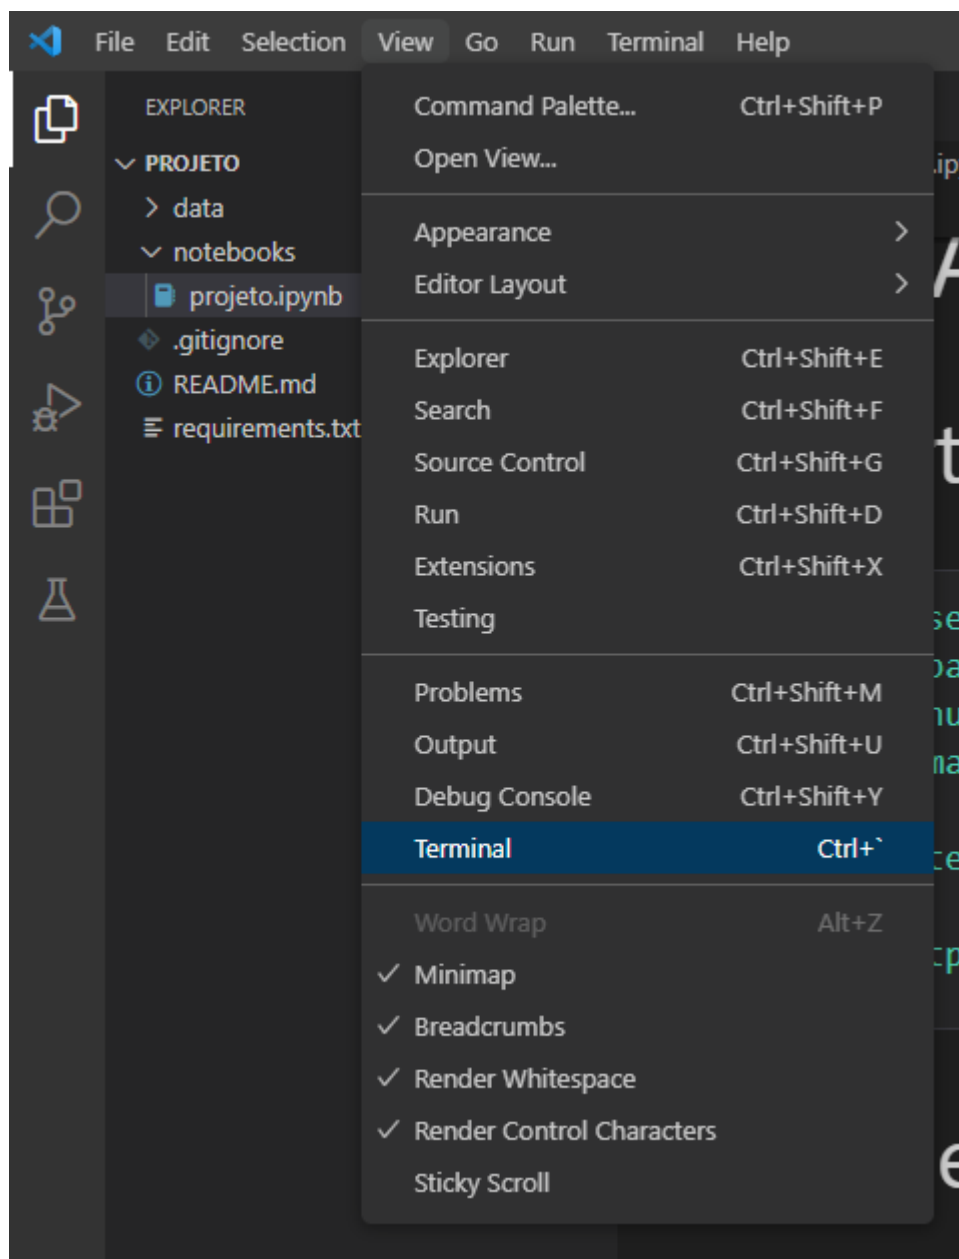 File Edit Selection View Go Run Terminal Help
EXPLORER
PROJETO
data
notebooks
projeto.ipynb
.gitignore
README.md
requirements.txt
Command Palette... Ctrl+Shift+P
Open View...
Appearance
Editor Layout
Explorer Ctrl+Shift+E
Search Ctrl+Shift+F
Source Control Ctrl+Shift+G
Run Ctrl+Shift+D
Extensions Ctrl+Shift+X
Testing
Problems Ctrl+Shift+M
Output Ctrl+Shift+U
Debug Console Ctrl+Shift+Y
Terminal Ctrl+`
Word Wrap Alt+Z
Minimap
Breadcrumbs
Render Whitespace
Render Control Characters
Sticky Scroll